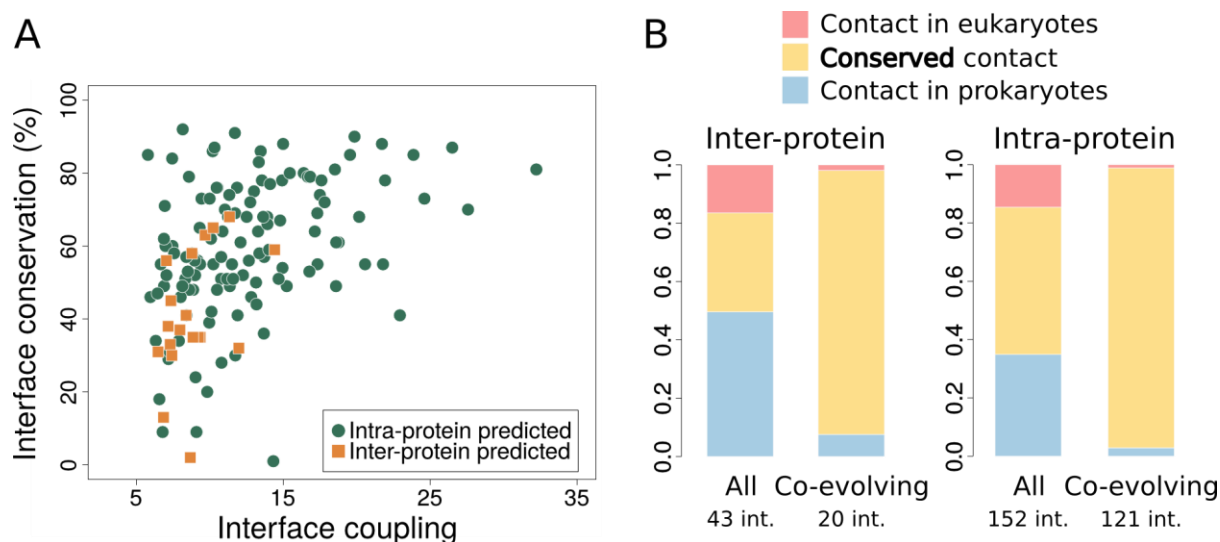 A
Interface conservation (%)
100
80
60
40
20
0
5
15
25
35
Interface coupling
Intra-protein predicted
Inter-protein predicted
B
Contact in eukaryotes
Conserved contact
Contact in prokaryotes
Inter-protein
1.0
0.8
0.6
0.4
0.2
0.0
All
Co-evolving
43 int.
20 int.
Intra-protein
1.0
0.8
0.6
0.4
0.2
0.0
All
Co-evolving
152 int.
121 int.